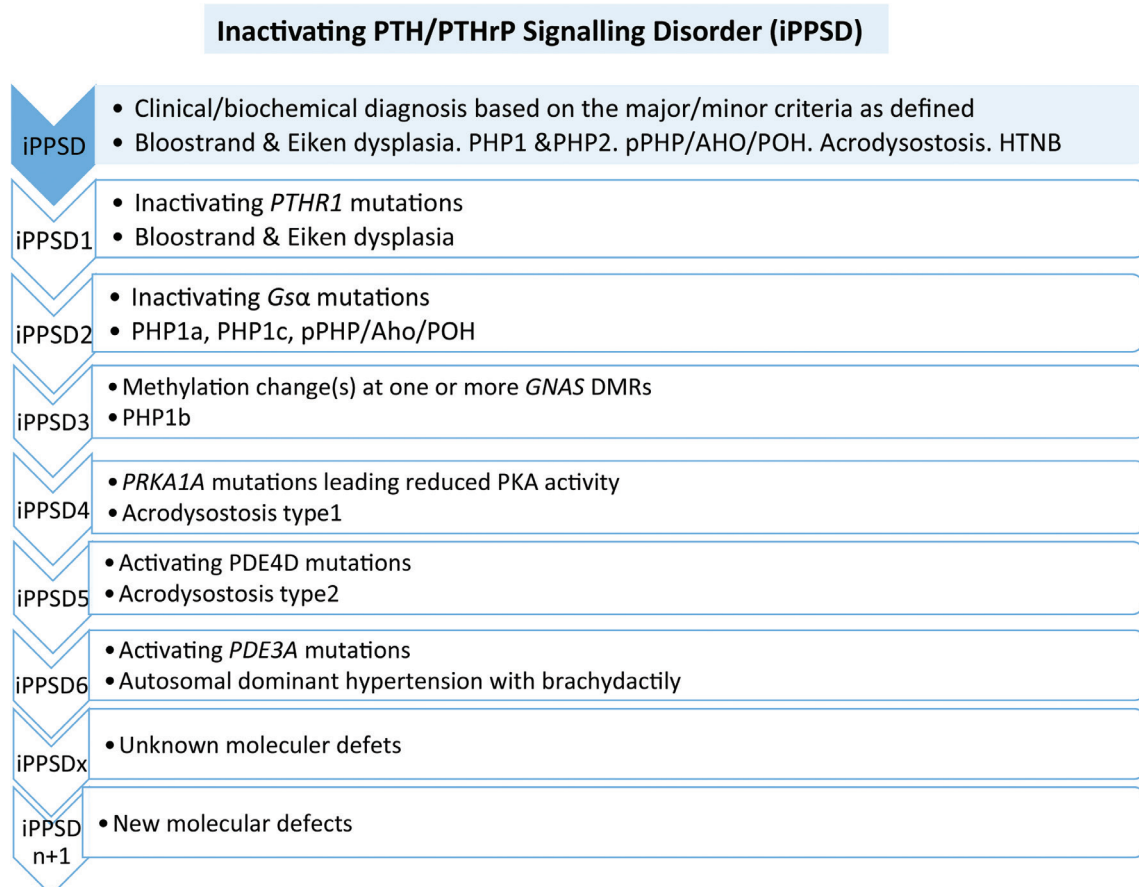 Inactivating PTH/PTHrP Signalling Disorder (iPPSD)
iPPSD
• Clinical/biochemical diagnosis based on the major/minor criteria as defined
• Bloostrand & Eiken dysplasia. PHP1 &PHP2. pPHP/AHO/POH. Acrodysostosis. HTNB
iPPSD1
• Inactivating PTHR1 mutations
• Bloostrand & Eiken dysplasia
iPPSD2
• Inactivating Gsα mutations
• PHP1a, PHP1c, pPHP/Aho/POH
iPPSD3
•Methylation change(s) at one or more GNAS DMRs
•PHP1b
iPPSD4
•PRKA1A mutations leading reduced PKA activity
•Acrodysostosis type1
iPPSD5
•Activating PDE4D mutations
•Acrodysostosis type2
iPPSD6
•Activating PDE3A mutations
•Autosomal dominant hypertension with brachydactily
iPPSDx
•Unknown moleculer defets
iPPSD
n+1
•New molecular defects